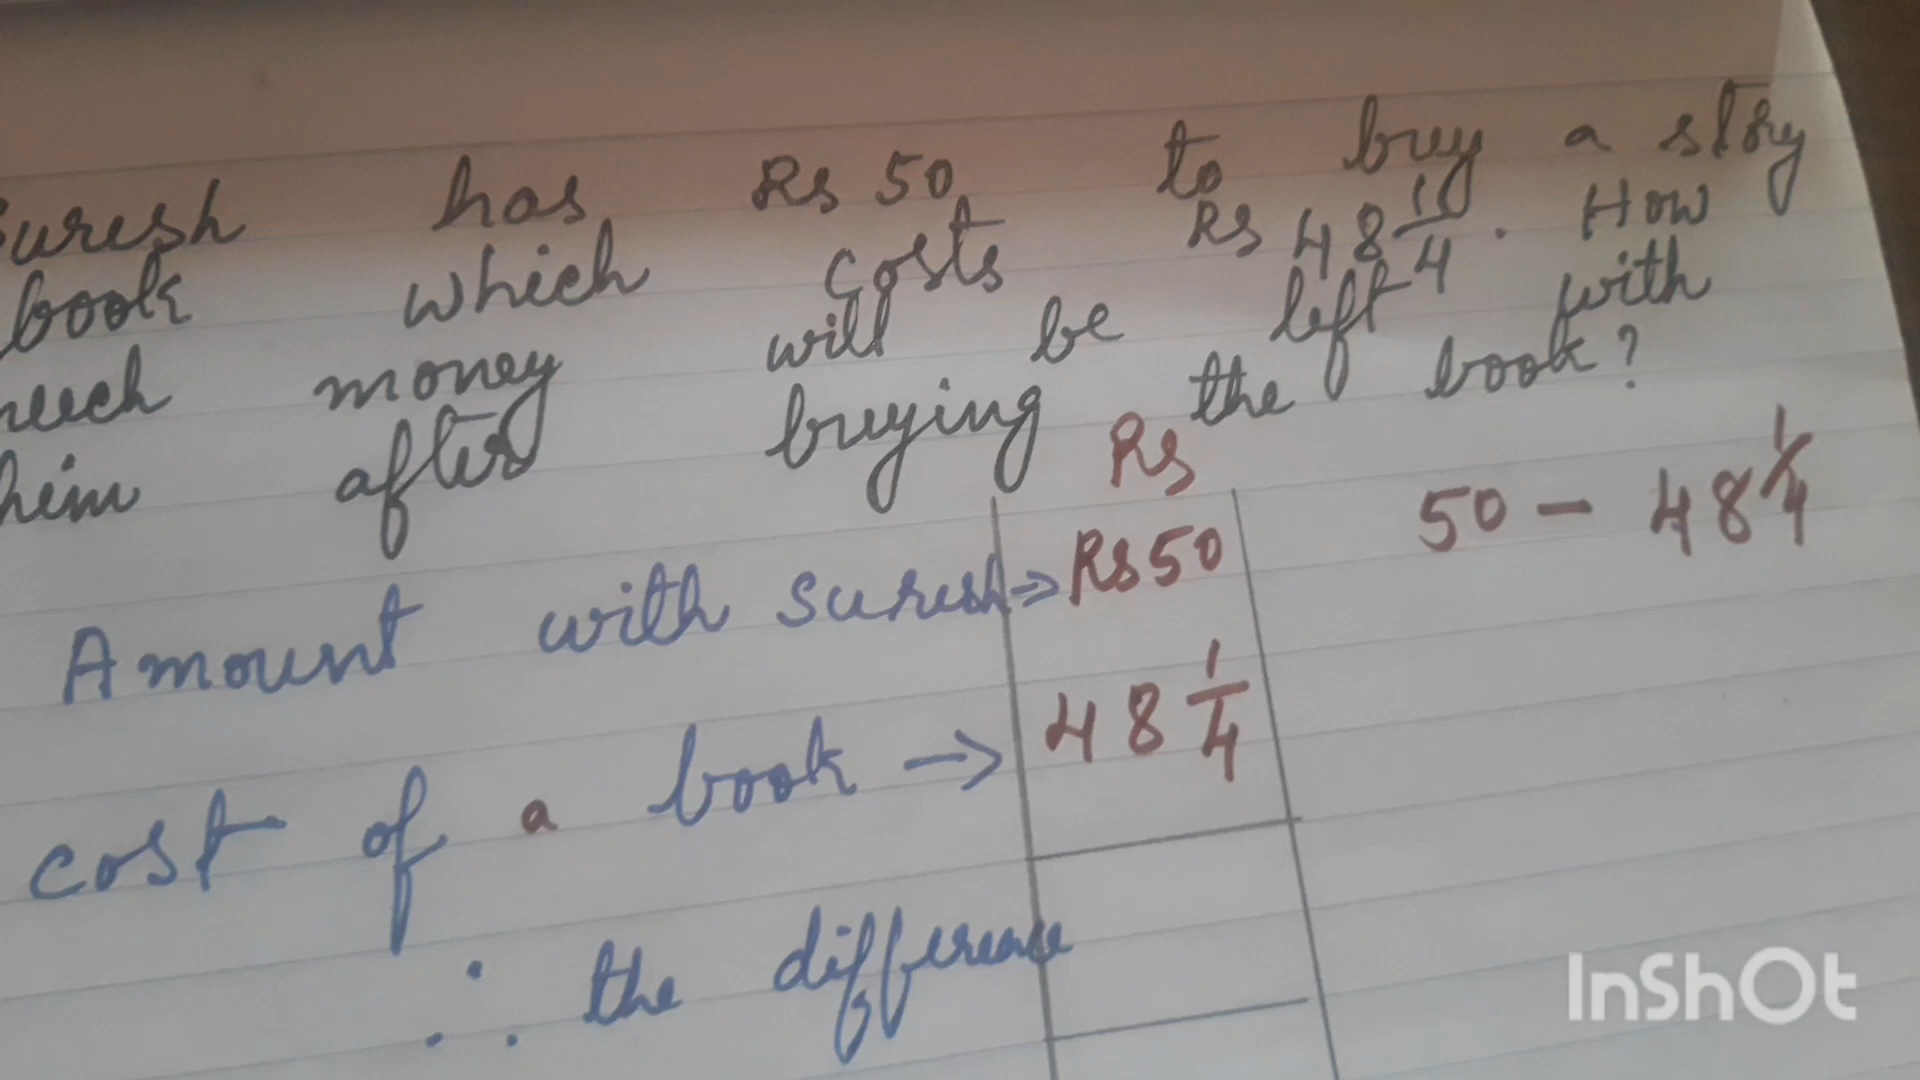 Suresh has Rs 50 to buy a story
book which costs Rs 48 1/4. How
much money will be left with
him after buying the book?
Rs
Amount with Suresh → Rs 50
50 - 48 1/4
cost of a book → 48 1/4
∴ the difference
InShOt